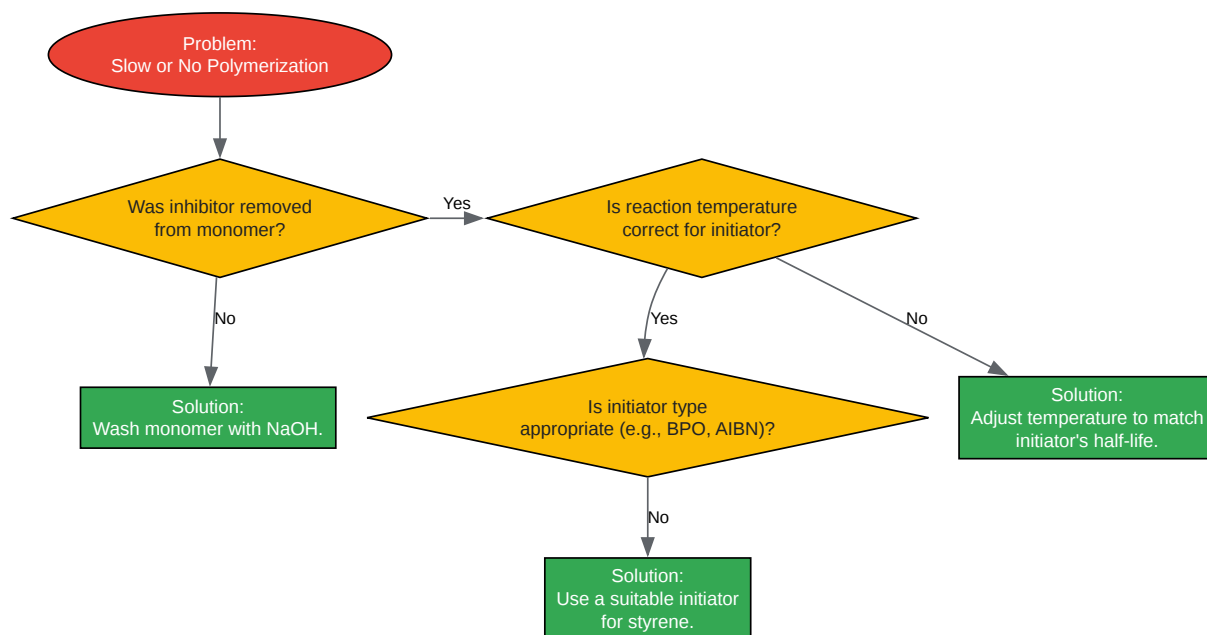 Problem:
Slow or No Polymerization
Was inhibitor removed
from monomer?
Yes
Is reaction temperature
correct for initiator?
No
Yes
No
Solution:
Wash monomer with NaOH.
Is initiator type
appropriate (e.g., BPO, AIBN)?
Solution:
Adjust temperature to match
initiator's half-life.
No
Solution:
Use a suitable initiator
for styrene.